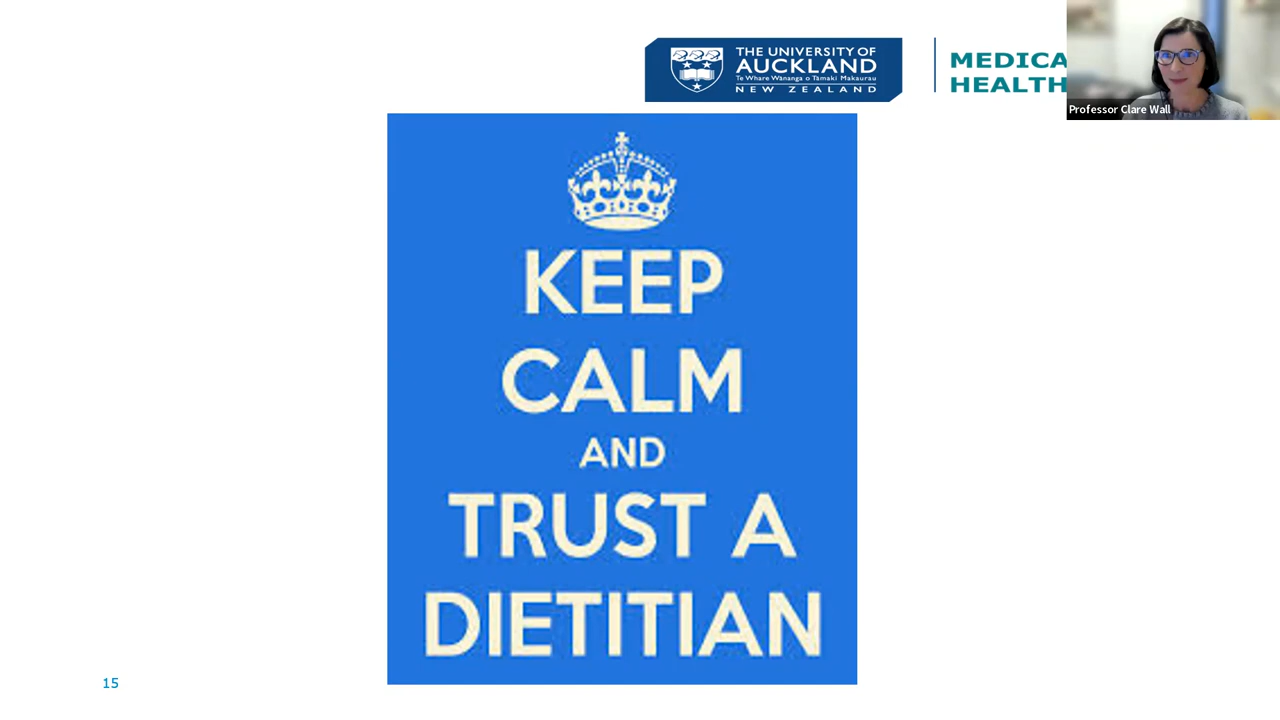 THE UNIVERSITY OF
AUCKLAND
Te Whare Wānanga o Tāmaki Makaurau
NEW ZEALAND
MEDICA
HEALTH
Professor Clare Wall
KEEP
CALM
AND
TRUST A
DIETITIAN
15